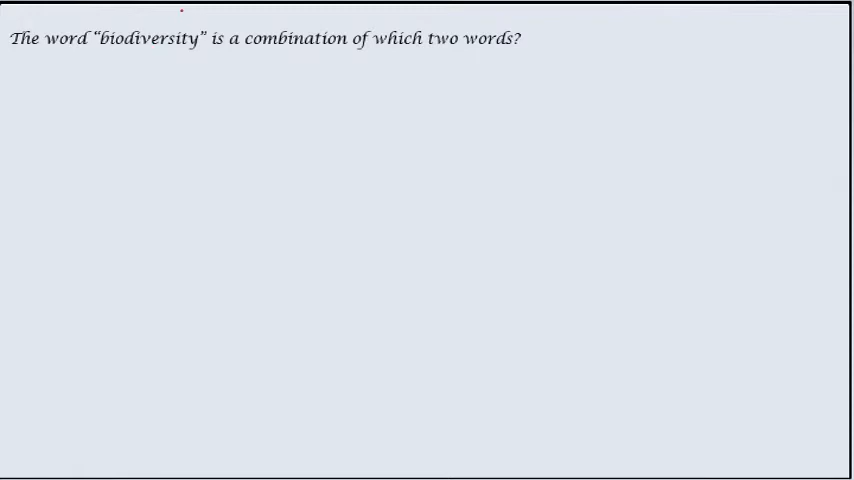 The word “biodiversity” is a combination of which two words?